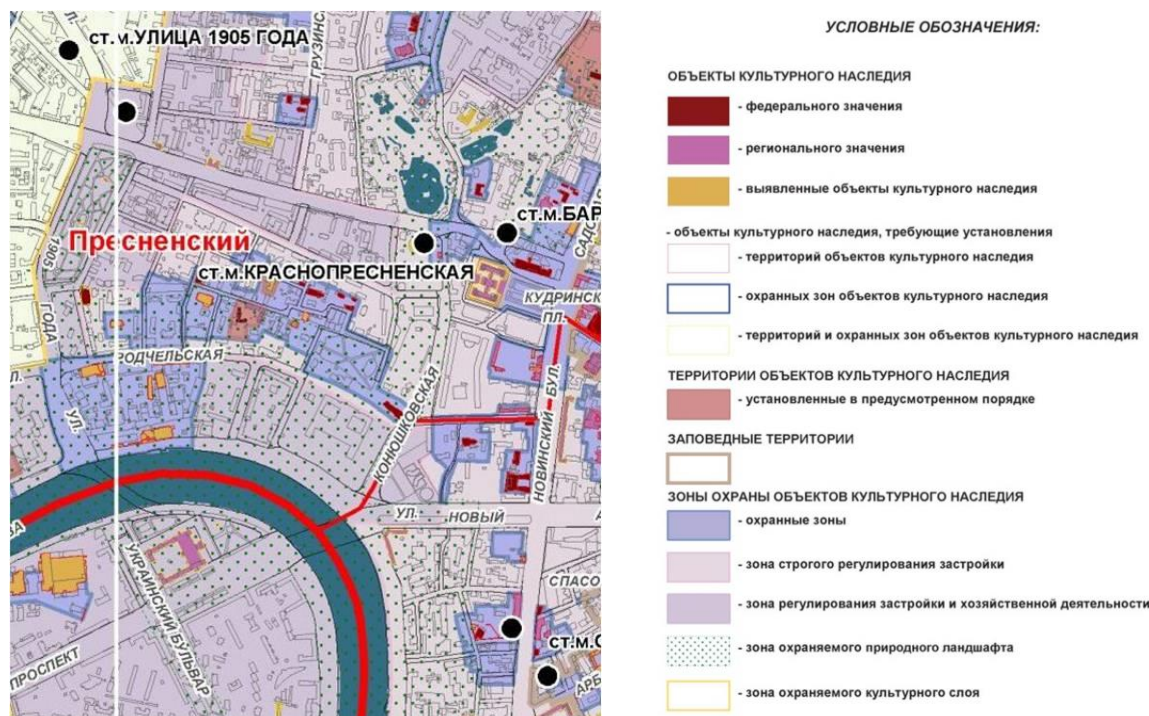 ст.м.УЛИЦА 1905 ГОДА
ГРУЗИНС
ст.м.БАР
САДО
Пресненский
ст.м.КРАСНОПРЕСНЕНСКАЯ
1905
ГОДА
КУДРИНСК
ПЛ.
РОДЧЕЛЬСКАЯ
УЛ.
КОНЮШКОВСКАЯ
НОВИНСКИЙ БУЛ.
УЛ. НОВЫЙ
УКРАИНСКИЙ БУЛЬВАР
ПРОСПЕКТ
СПАСО
ст.м.С
АРБ
УСЛОВНЫЕ ОБОЗНАЧЕНИЯ:
ОБЪЕКТЫ КУЛЬТУРНОГО НАСЛЕДИЯ
- федерального значения
- регионального значения
- выявленные объекты культурного наследия
- объекты культурного наследия, требующие установления
- территорий объектов культурного наследия
- охранных зон объектов культурного наследия
- территорий и охранных зон объектов культурного наследия
ТЕРРИТОРИИ ОБЪЕКТОВ КУЛЬТУРНОГО НАСЛЕДИЯ
- установленные в предусмотренном порядке
ЗАПОВЕДНЫЕ ТЕРРИТОРИИ
ЗОНЫ ОХРАНЫ ОБЪЕКТОВ КУЛЬТУРНОГО НАСЛЕДИЯ
- охранные зоны
- зона строгого регулирования застройки
- зона регулирования застройки и хозяйственной деятельности
- зона охраняемого природного ландшафта
- зона охраняемого культурного слоя